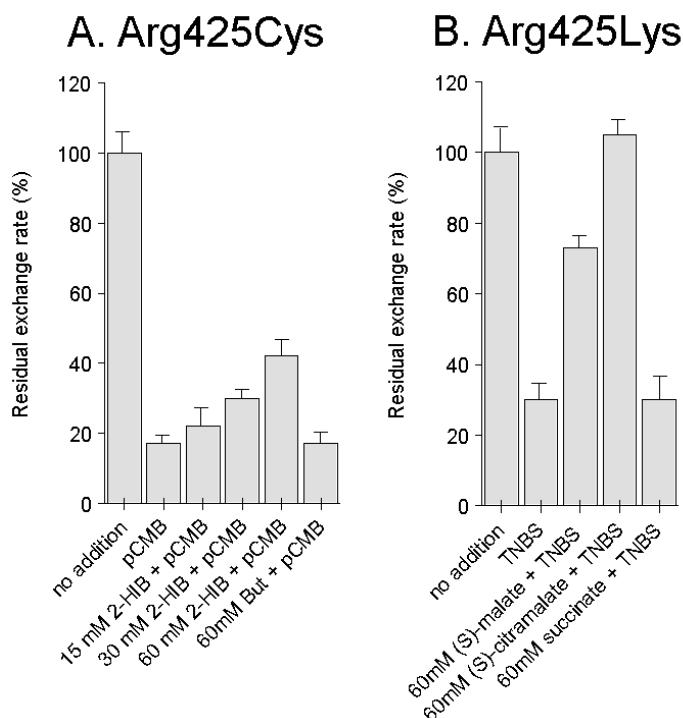 A. Arg425Cys
Residual exchange rate (%)
120
100
80
60
40
20
0
no addition
pCMB
15 mM 2-HIB + pCMB
30 mM 2-HIB + pCMB
60 mM 2-HIB + pCMB
60mM But + pCMB
B. Arg425Lys
Residual exchange rate (%)
120
100
80
60
40
20
0
no addition
TNBS
60mM (S)-malate + TNBS
60mM (S)-citramalate + TNBS
60mM succinate + TNBS